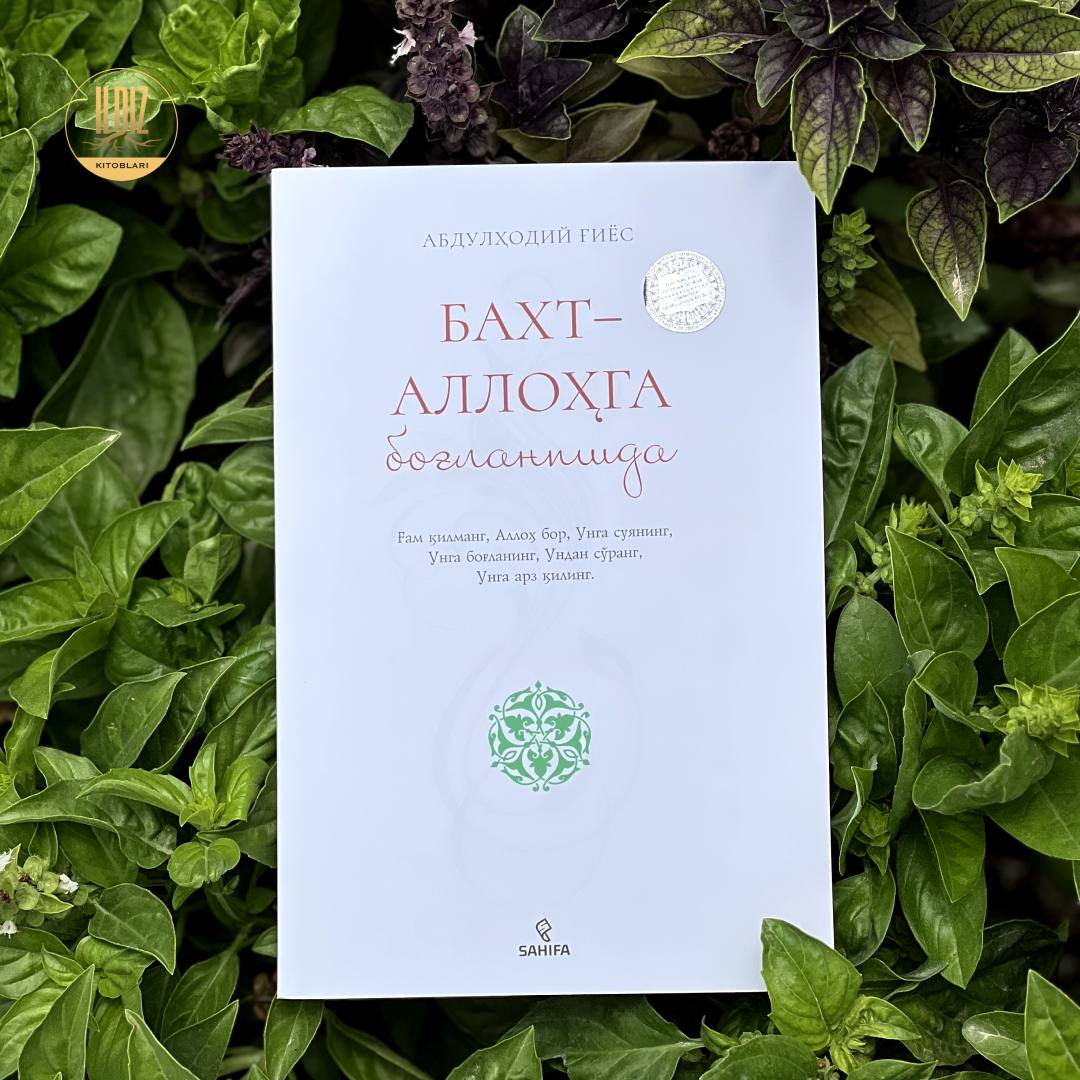 ILDIZ
KITOBLARI
АБДУЛҲОДИЙ ҒИЁС
БАХТ–
АЛЛОҲГА
боғланишда
Ғам қилманг, Аллоҳ бор, Унга суянинг,
Унга боғланинг, Ундан сўранг,
Унга арз қилинг.
SAHIFA